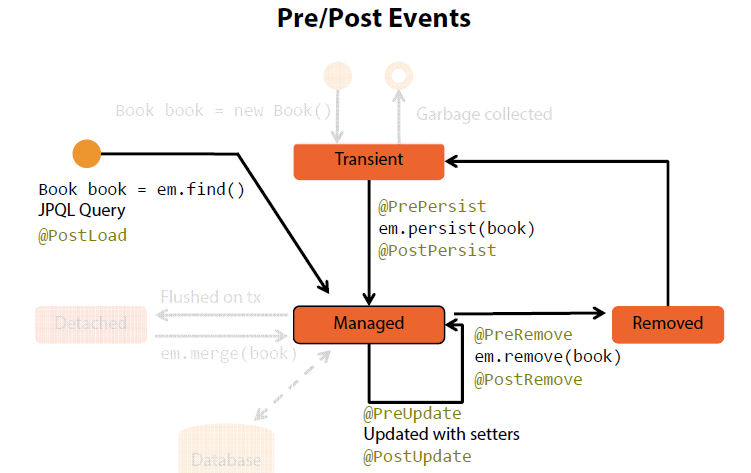 Pre/Post Events
Book book = new Book()
Garbage collected
Transient
Book book = em.find()
JPQL Query
@PostLoad
@PrePersist
em.persist(book)
@PostPersist
Flushed on tx
Detached
Managed
Removed
em.merge(book)
@PreRemove
em.remove(book)
@PostRemove
@PreUpdate
Updated with setters
@PostUpdate
Database